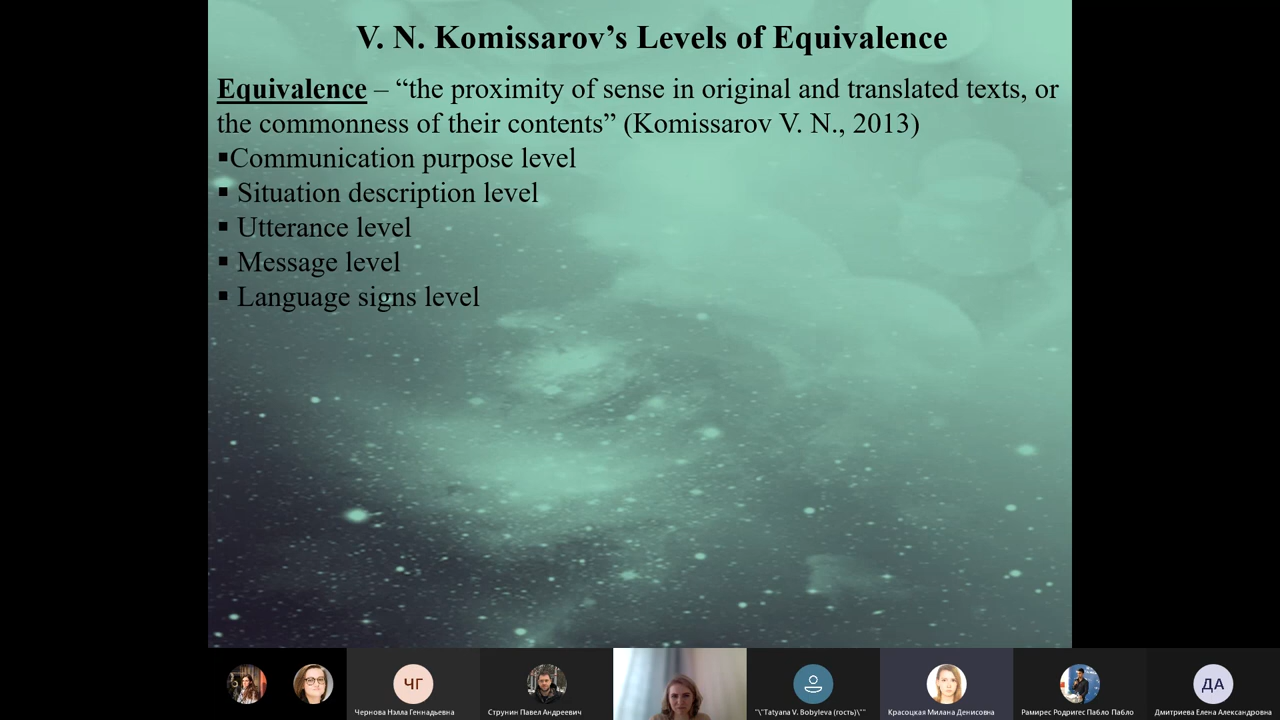 V. N. Komissarov’s Levels of Equivalence
Equivalence – “the proximity of sense in original and translated texts, or
the commonness of their contents” (Komissarov V. N., 2013)
▪Communication purpose level
▪ Situation description level
▪ Utterance level
▪ Message level
▪ Language signs level
ЧГ
ДА
Чернова Нэлла Геннадьевна
Струнин Павел Андреевич
"\"Tatyana V. Bobyleva (гость)\""
Красоцкая Милана Денисовна
Рамирес Родригес Пабло Пабло
Дмитриева Елена Александровна